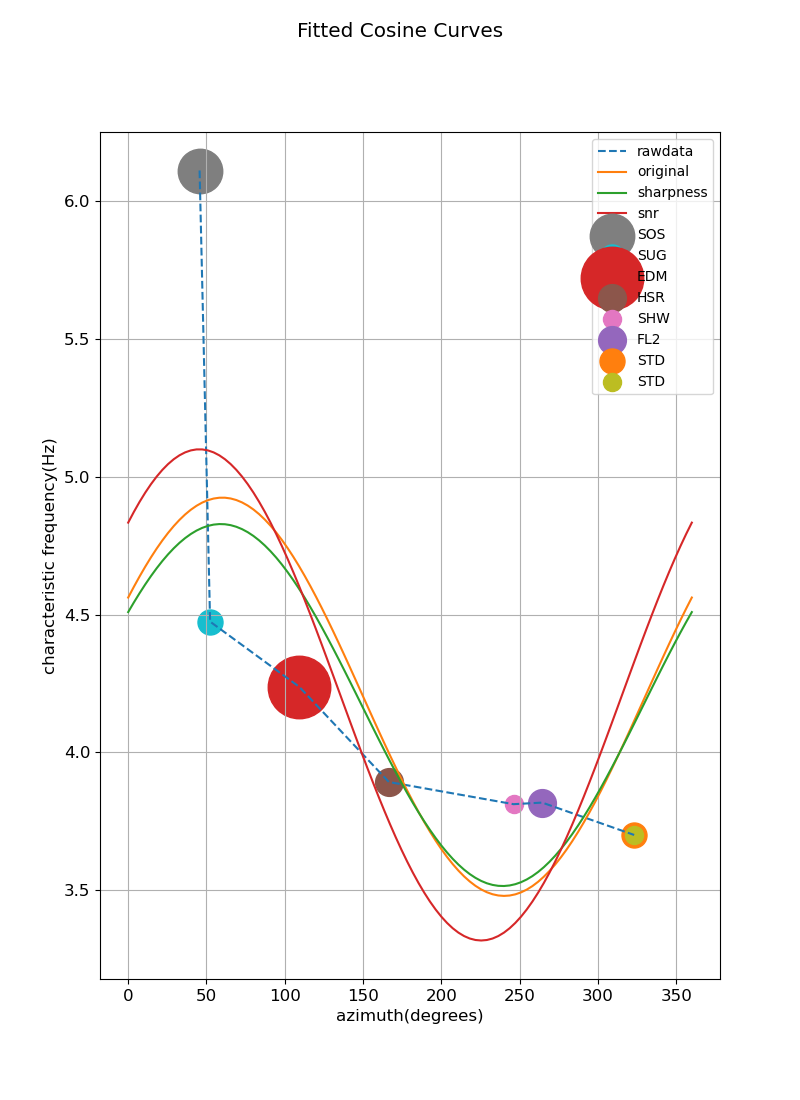 Fitted Cosine Curves
rawdata
original
sharpness
snr
SOS
SUG
EDM
HSR
SHW
FL2
STD
STD
6.0
5.5
5.0
4.5
4.0
3.5
characteristic frequency(Hz)
0 50 100 150 200 250 300 350
azimuth(degrees)